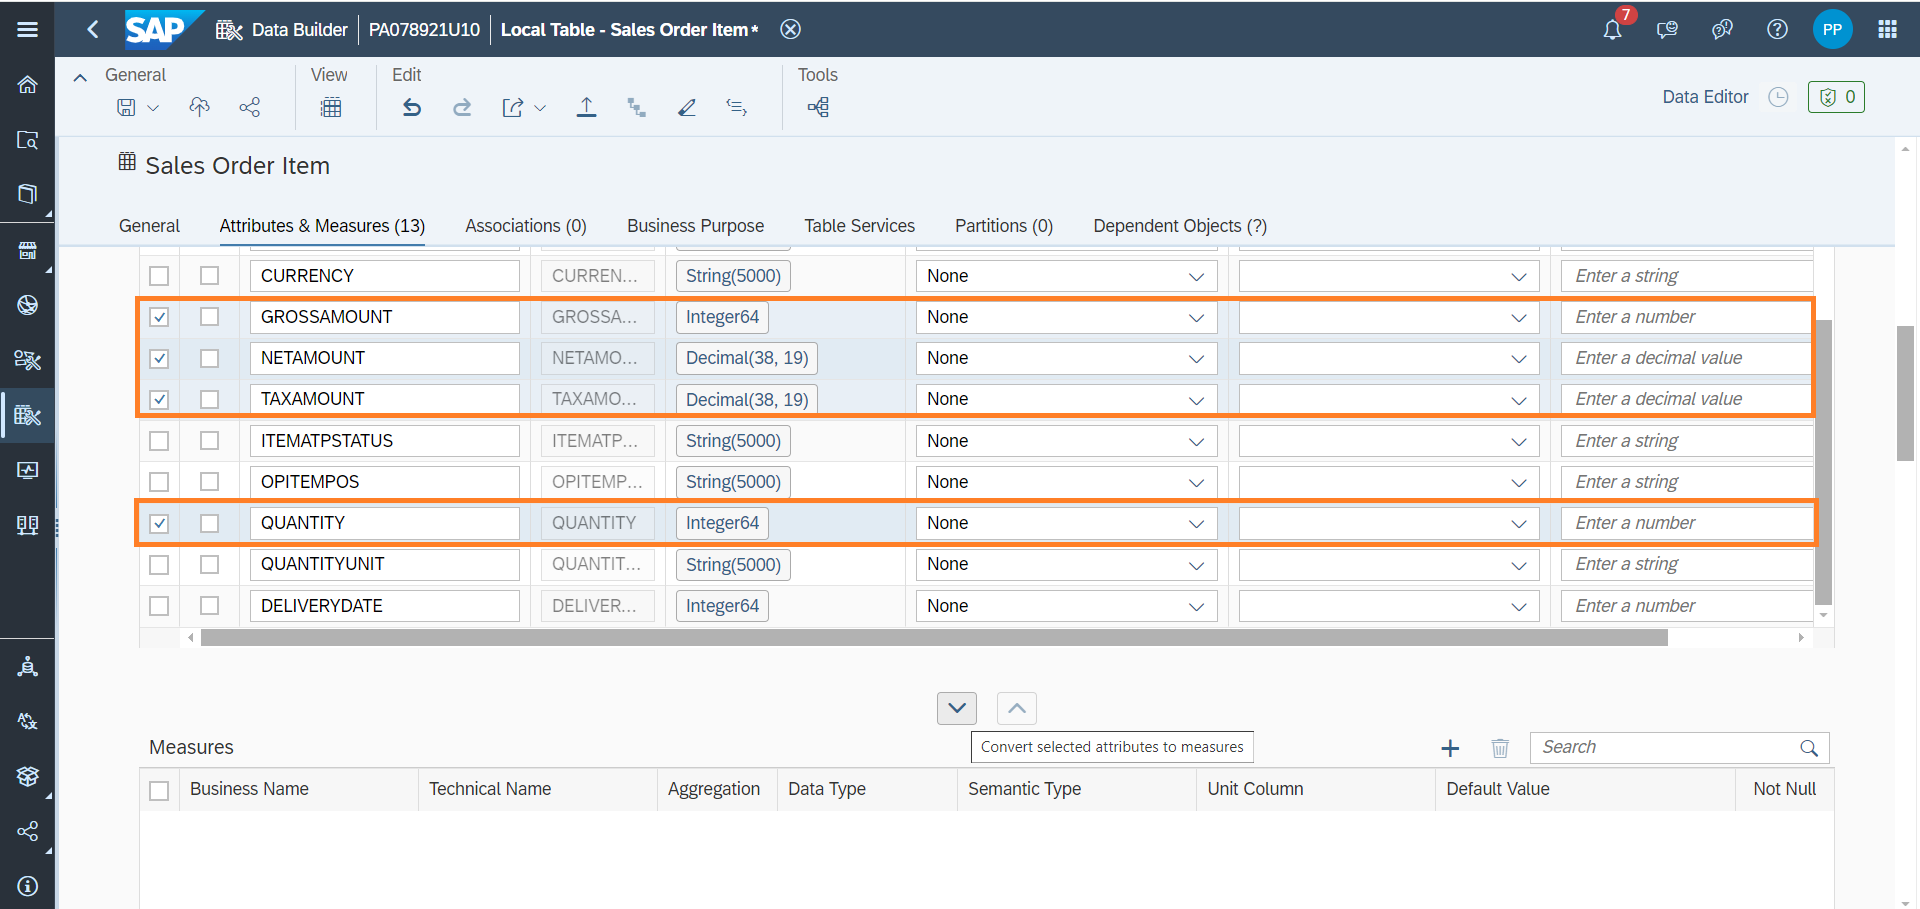 SAP Data Builder PA078921U10 Local Table - Sales Order Item* 7 PP
General View Edit Tools
Data Editor 0
Sales Order Item
General Attributes & Measures (13) Associations (0) Business Purpose Table Services Partitions (0) Dependent Objects (?)
CURRENCY CURREN... String(5000) None Enter a string
GROSSAMOUNT GROSSA... Integer64 None Enter a number
NETAMOUNT NETAMO... Decimal(38, 19) None Enter a decimal value
TAXAMOUNT TAXAMO... Decimal(38, 19) None Enter a decimal value
ITEMATPSTATUS ITEMATP... String(5000) None Enter a string
OPITEMPOS OPITEMP... String(5000) None Enter a string
QUANTITY QUANTITY Integer64 None Enter a number
QUANTITYUNIT QUANTIT... String(5000) None Enter a string
DELIVERYDATE DELIVER... Integer64 None Enter a number
Measures Convert selected attributes to measures Search
Business Name Technical Name Aggregation Data Type Semantic Type Unit Column Default Value Not Null